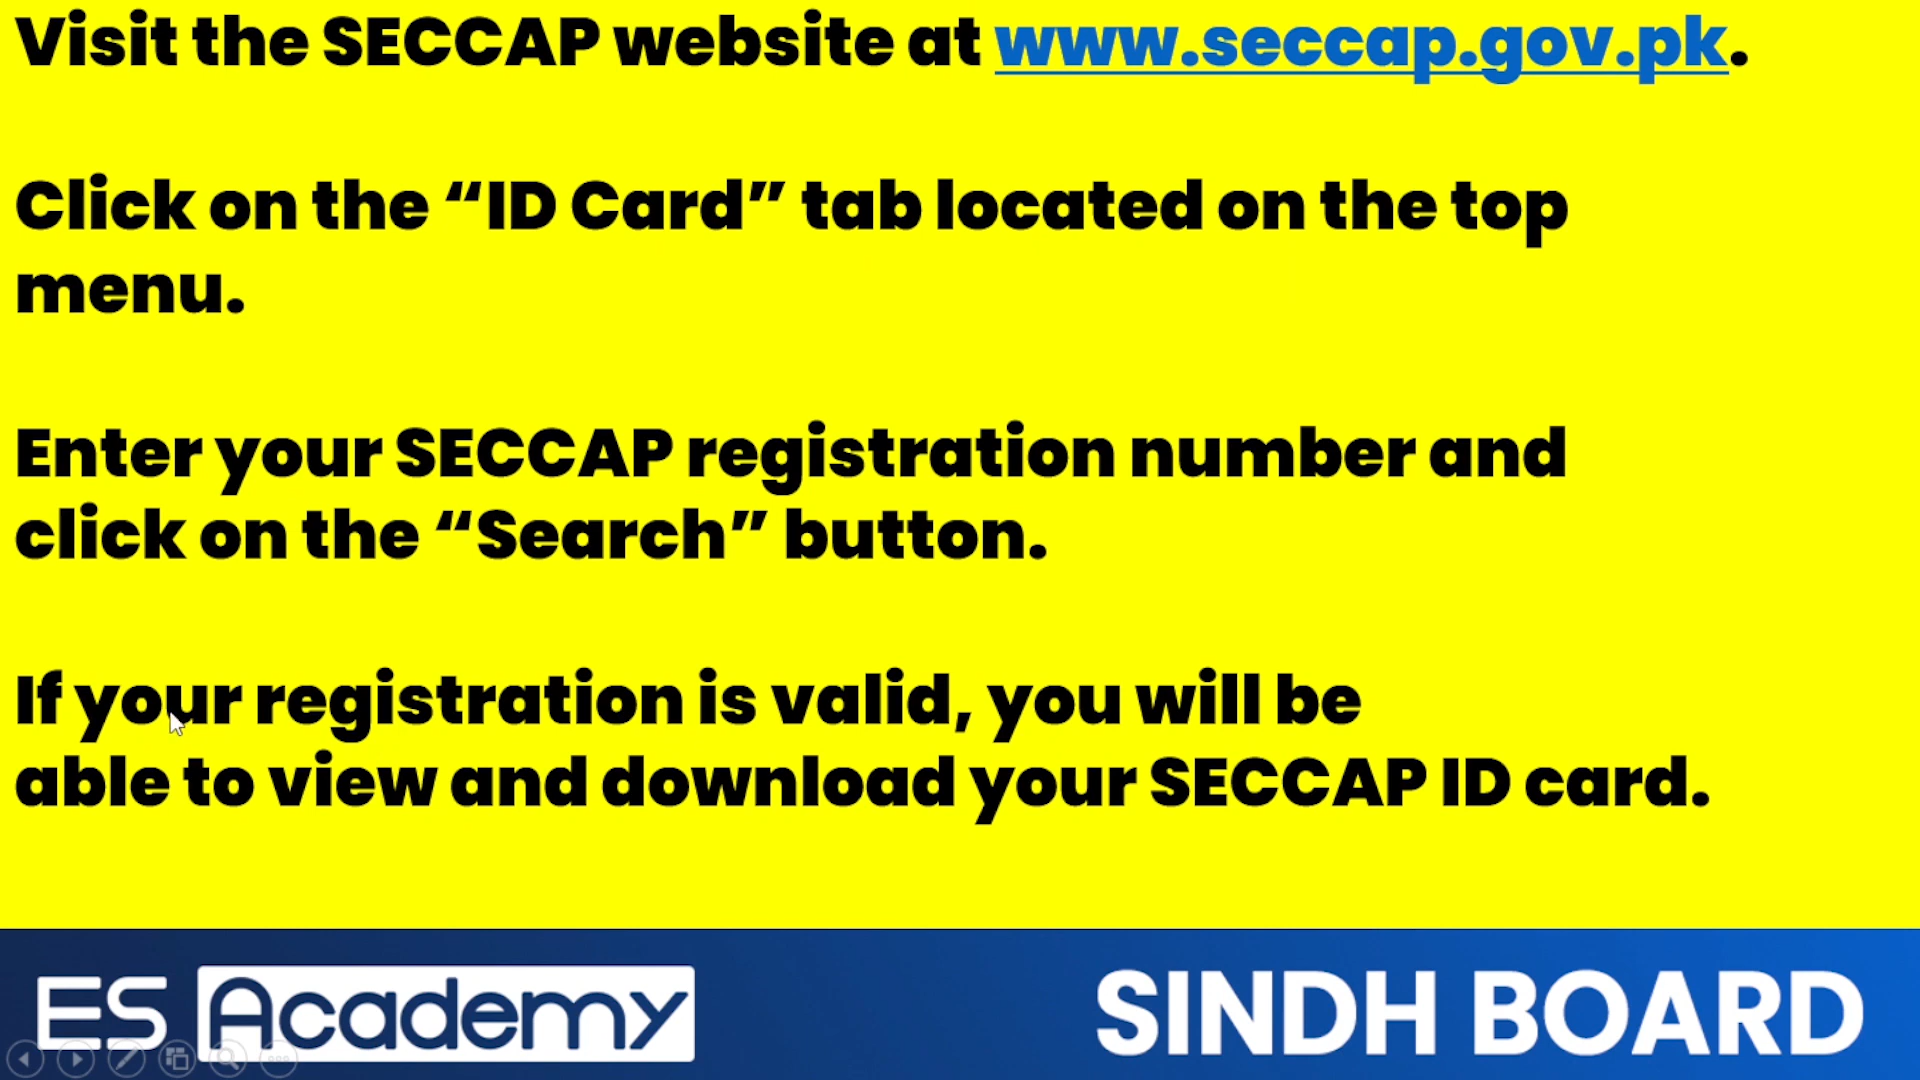 Visit the SECCAP website at www.seccap.gov.pk.
Click on the “ID Card” tab located on the top
menu.
Enter your SECCAP registration number and
click on the “Search” button.
If your registration is valid, you will be
able to view and download your SECCAP ID card.
ES Academy
SINDH BOARD